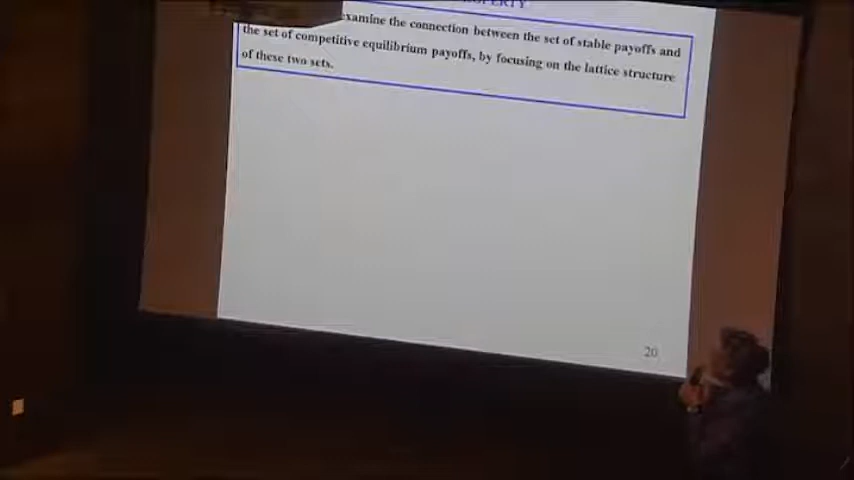 examine the connection between the set of stable payoffs and
the set of competitive equilibrium payoffs, by focusing on the lattice structure
of these two sets.
20